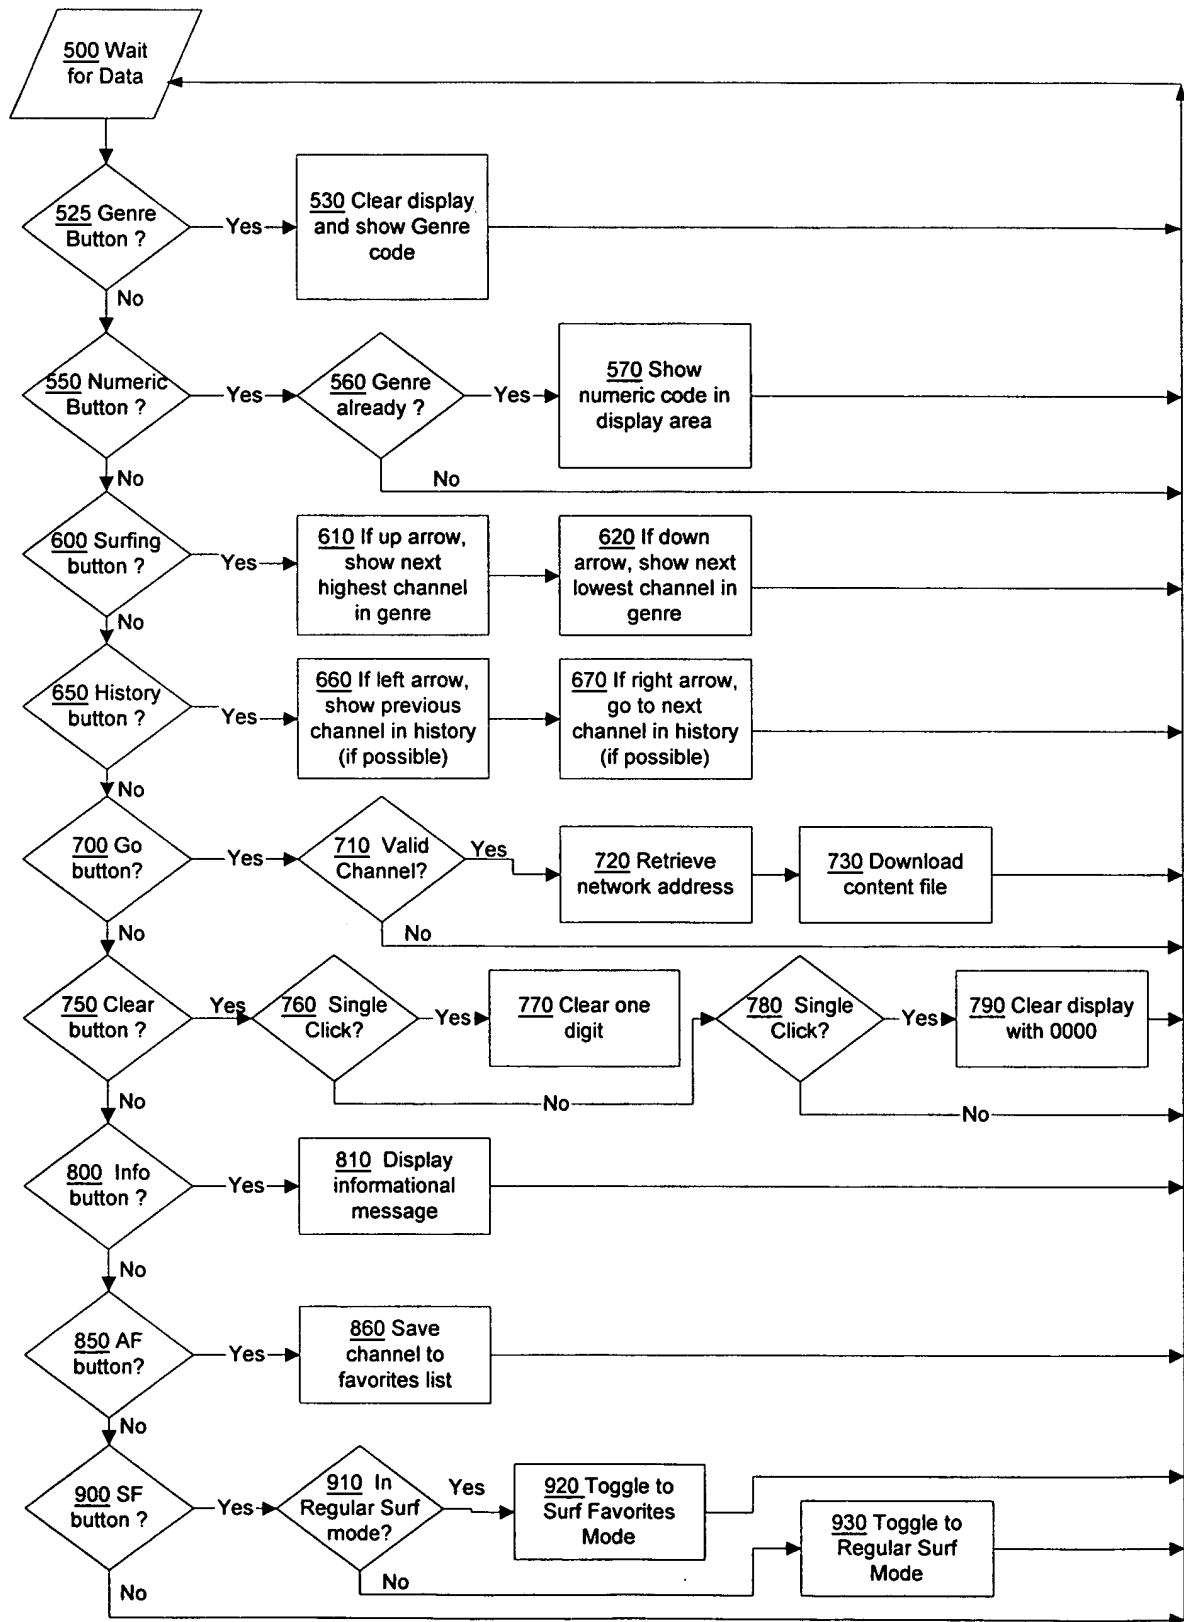 500 Wait
for Data
525 Genre
Button ?
Yes
530 Clear display
and show Genre
code
No
550 Numeric
Button ?
Yes
560 Genre
already ?
Yes
570 Show
numeric code in
display area
No
No
600 Surfing
button ?
Yes
610 If up arrow,
show next
highest channel
in genre
620 If down
arrow, show next
lowest channel in
genre
No
650 History
button ?
Yes
660 If left arrow,
show previous
channel in history
(if possible)
670 If right arrow,
go to next
channel in history
(if possible)
No
700 Go
button?
Yes
710 Valid
Channel?
Yes
720 Retrieve
network address
730 Download
content file
No
No
750 Clear
button ?
Yes
760 Single
Click?
Yes
770 Clear one
digit
780 Single
Click?
Yes
790 Clear display
with 0000
No
No
No
800 Info
button ?
Yes
810 Display
informational
message
No
850 AF
button?
Yes
860 Save
channel to
favorites list
No
900 SF
button ?
Yes
910 In
Regular Surf
mode?
Yes
920 Toggle to
Surf Favorites
Mode
930 Toggle to
Regular Surf
Mode
No
No